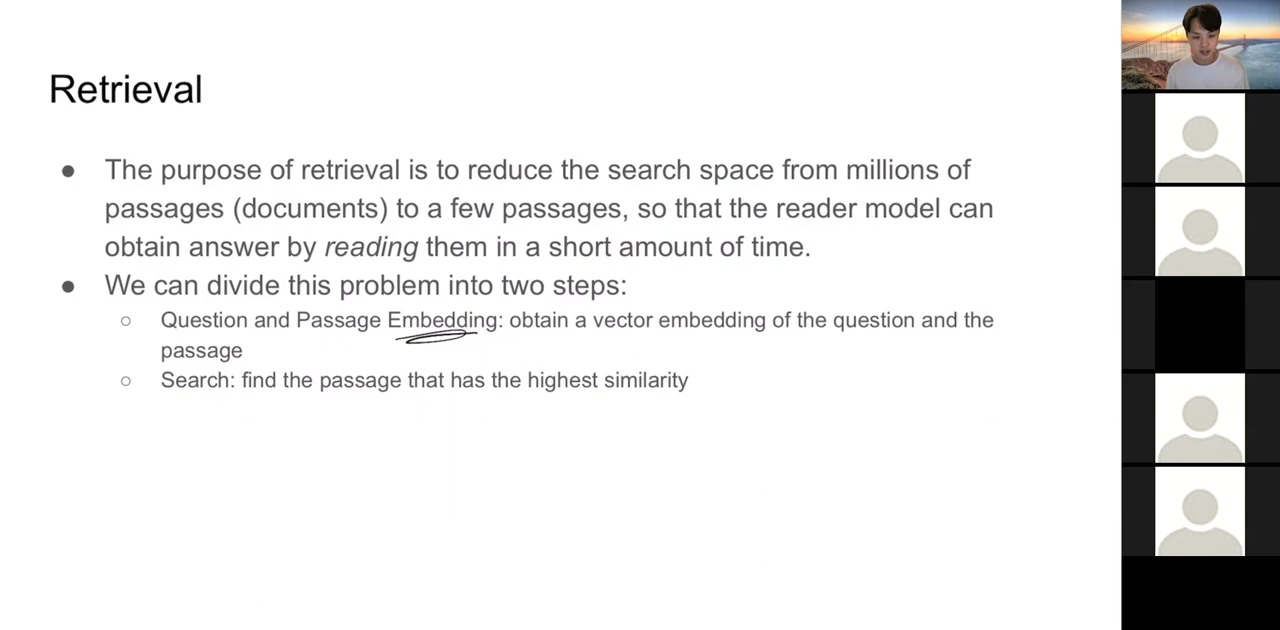 Retrieval
● The purpose of retrieval is to reduce the search space from millions of
passages (documents) to a few passages, so that the reader model can
obtain answer by reading them in a short amount of time.
● We can divide this problem into two steps:
○ Question and Passage Embedding: obtain a vector embedding of the question and the
passage
○ Search: find the passage that has the highest similarity